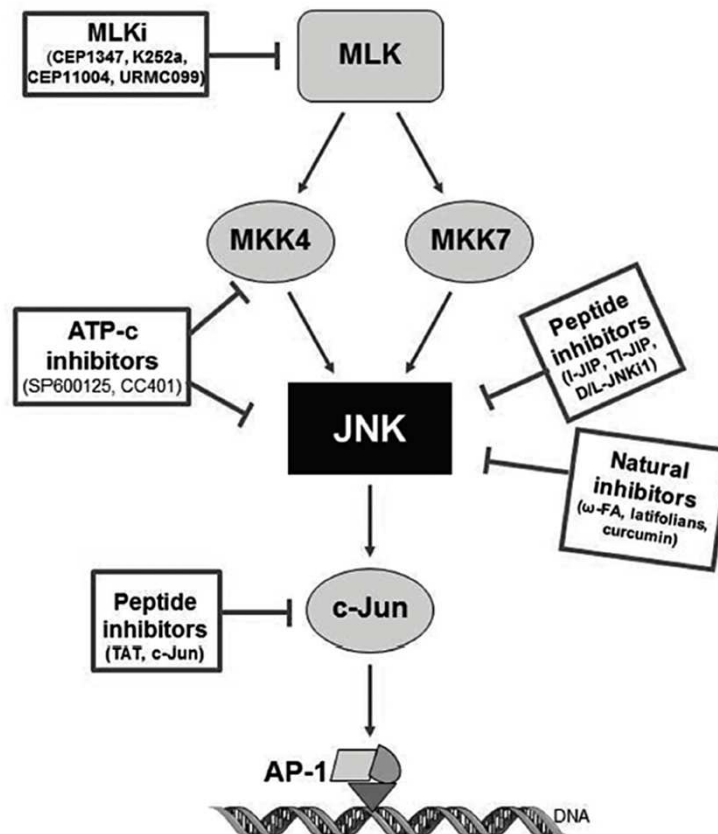 MLKi
(CEP1347, K252a,
CEP11004, URMC099)
MLK
MKK4
MKK7
ATP-c
inhibitors
(SP600125, CC401)
Peptide
inhibitors
(I-JIP, TI-JIP,
D/L-JNKi1)
JNK
Natural
inhibitors
(ω-FA, latifolians,
curcumin)
Peptide
inhibitors
(TAT, c-Jun)
c-Jun
AP-1
DNA